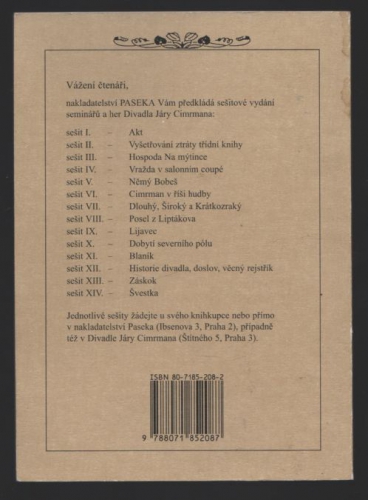 Vážení čtenáři,
nakladatelství PASEKA Vám předkládá sešitové vydání
seminářů a her Divadla Járy Cimrmana:
sešit I. – Akt
sešit II. – Vyšetřování ztráty třídní knihy
sešit III. – Hospoda Na mýtince
sešit IV. – Vražda v salonním coupé
sešit V. – Němý Bobeš
sešit VI. – Cimrman v říši hudby
sešit VII. – Dlouhý, Široký a Krátkozraký
sešit VIII. – Posel z Liptákova
sešit IX. – Lijavec
sešit X. – Dobytí severního pólu
sešit XI. – Blaník
sešit XII. – Historie divadla, doslov, věcný rejstřík
sešit XIII. – Záskok
sešit XIV. – Švestka
Jednotlivé sešity žádejte u svého knihkupce nebo přímo
v nakladatelství Paseka (Ibsenova 3, Praha 2), případně
též v Divadle Járy Cimrmana (Štítného 5, Praha 3).
ISBN 80-7185-208-2
9 788071 852087